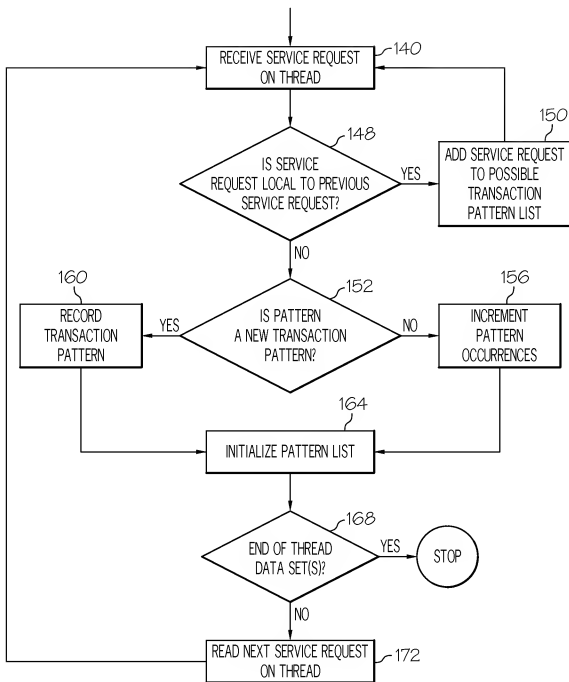 RECEIVE SERVICE REQUEST
ON THREAD
140
148
IS SERVICE
REQUEST LOCAL TO PREVIOUS
SERVICE REQUEST?
YES
150
ADD SERVICE REQUEST
TO POSSIBLE
TRANSACTION
PATTERN LIST
NO
160
RECORD
TRANSACTION
PATTERN
YES
152
IS PATTERN
A NEW TRANSACTION
PATTERN?
NO
156
INCREMENT
PATTERN
OCCURRENCES
164
INITIALIZE PATTERN LIST
168
END OF THREAD
DATA SET(S)?
YES
STOP
NO
READ NEXT SERVICE REQUEST
ON THREAD
172